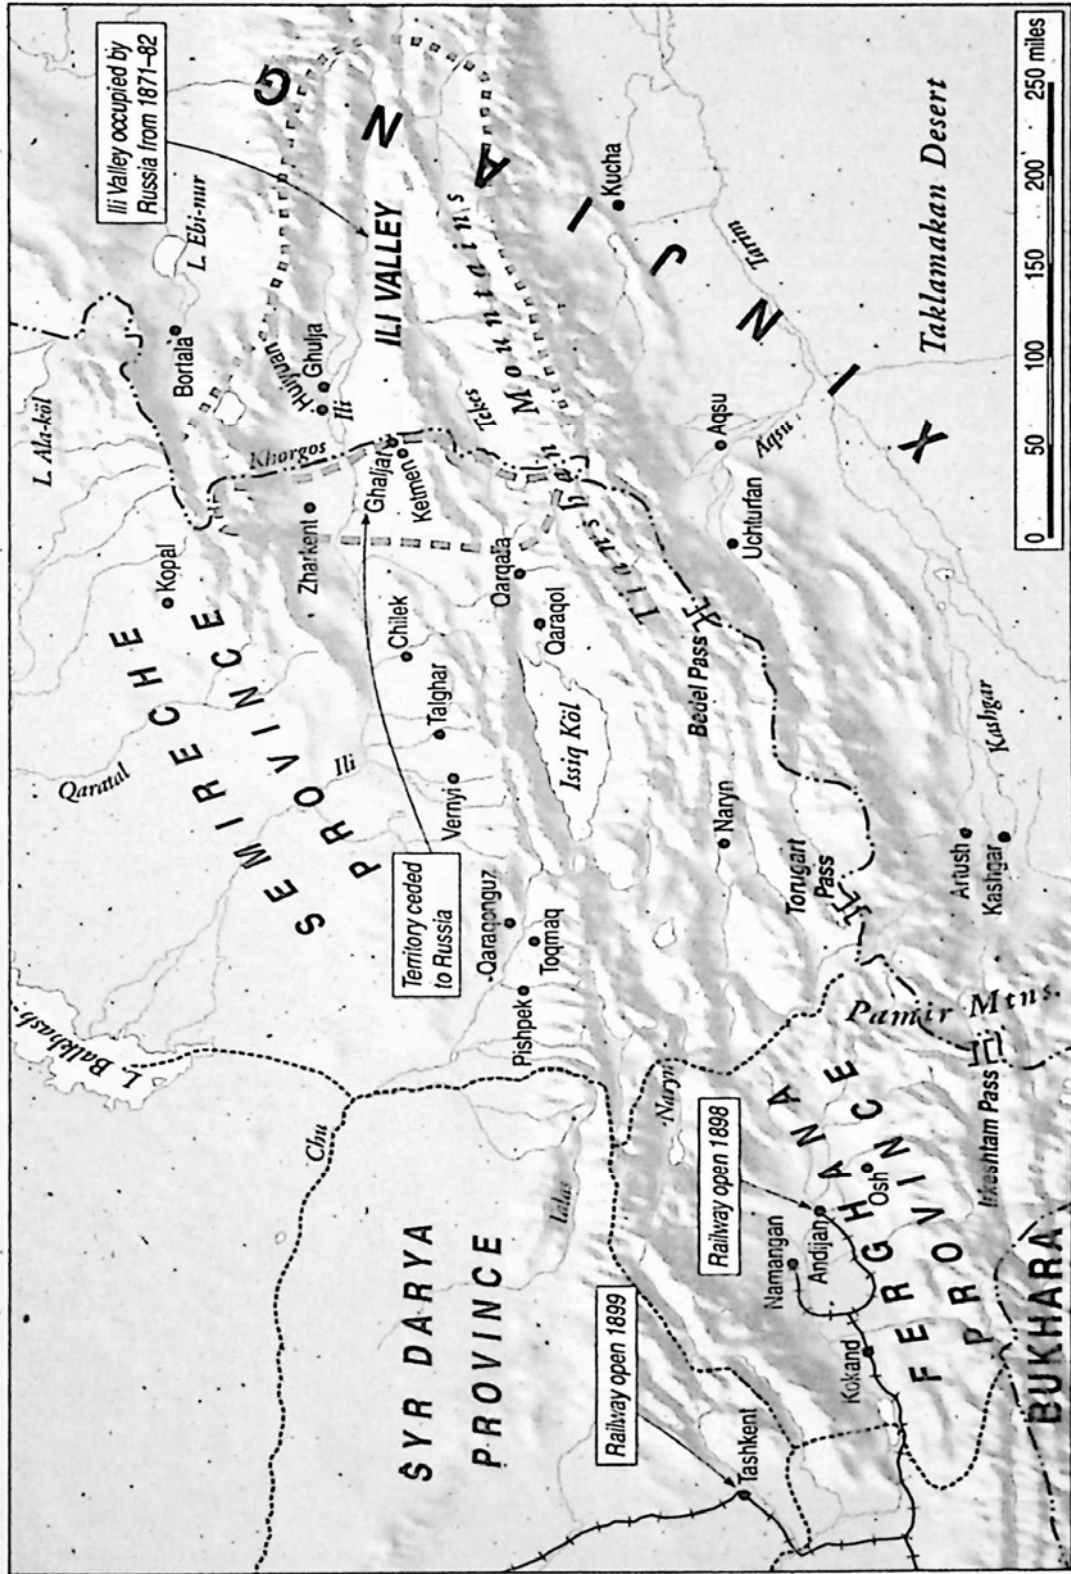 Ili Valley occupied by
Russia from 1871–82
L. Ala-köl
L. Ebi-nur
Bortala
Kopal
SEMIRECHE
PROVINCE
Qaratal
L. Balkhash
Khorgos
Huiyuan
Ghulja
Ili
ILI VALLEY
Zharkent
Ghaljat
Ketmen
Tekes
Chilek
Talghar
Ili
Vernyi
Territory ceded
to Russia
Qarqara
Qaraqol
Issiq Köl
Qaraqonguz
Toqmaq
Pishpek
Chu
Talas
SYR DARYA
PROVINCE
Tian shan Mountains
XINJIANG
Kucha
Tarim
Taklamakan Desert
Aqsu
Aqsu
Uchturfan
Bedel Pass
Naryn
Naryn
Torugart
Pass
Artush
Kashgar
Kashgar
Pamir Mtns.
Irkeshtam Pass
Railway open 1898
Namangan
Andijan
Osh
FERGHANA
PROVINCE
Kokand
Railway open 1899
Tashkent
BUKHARA
0 50 100 150 200 250 miles